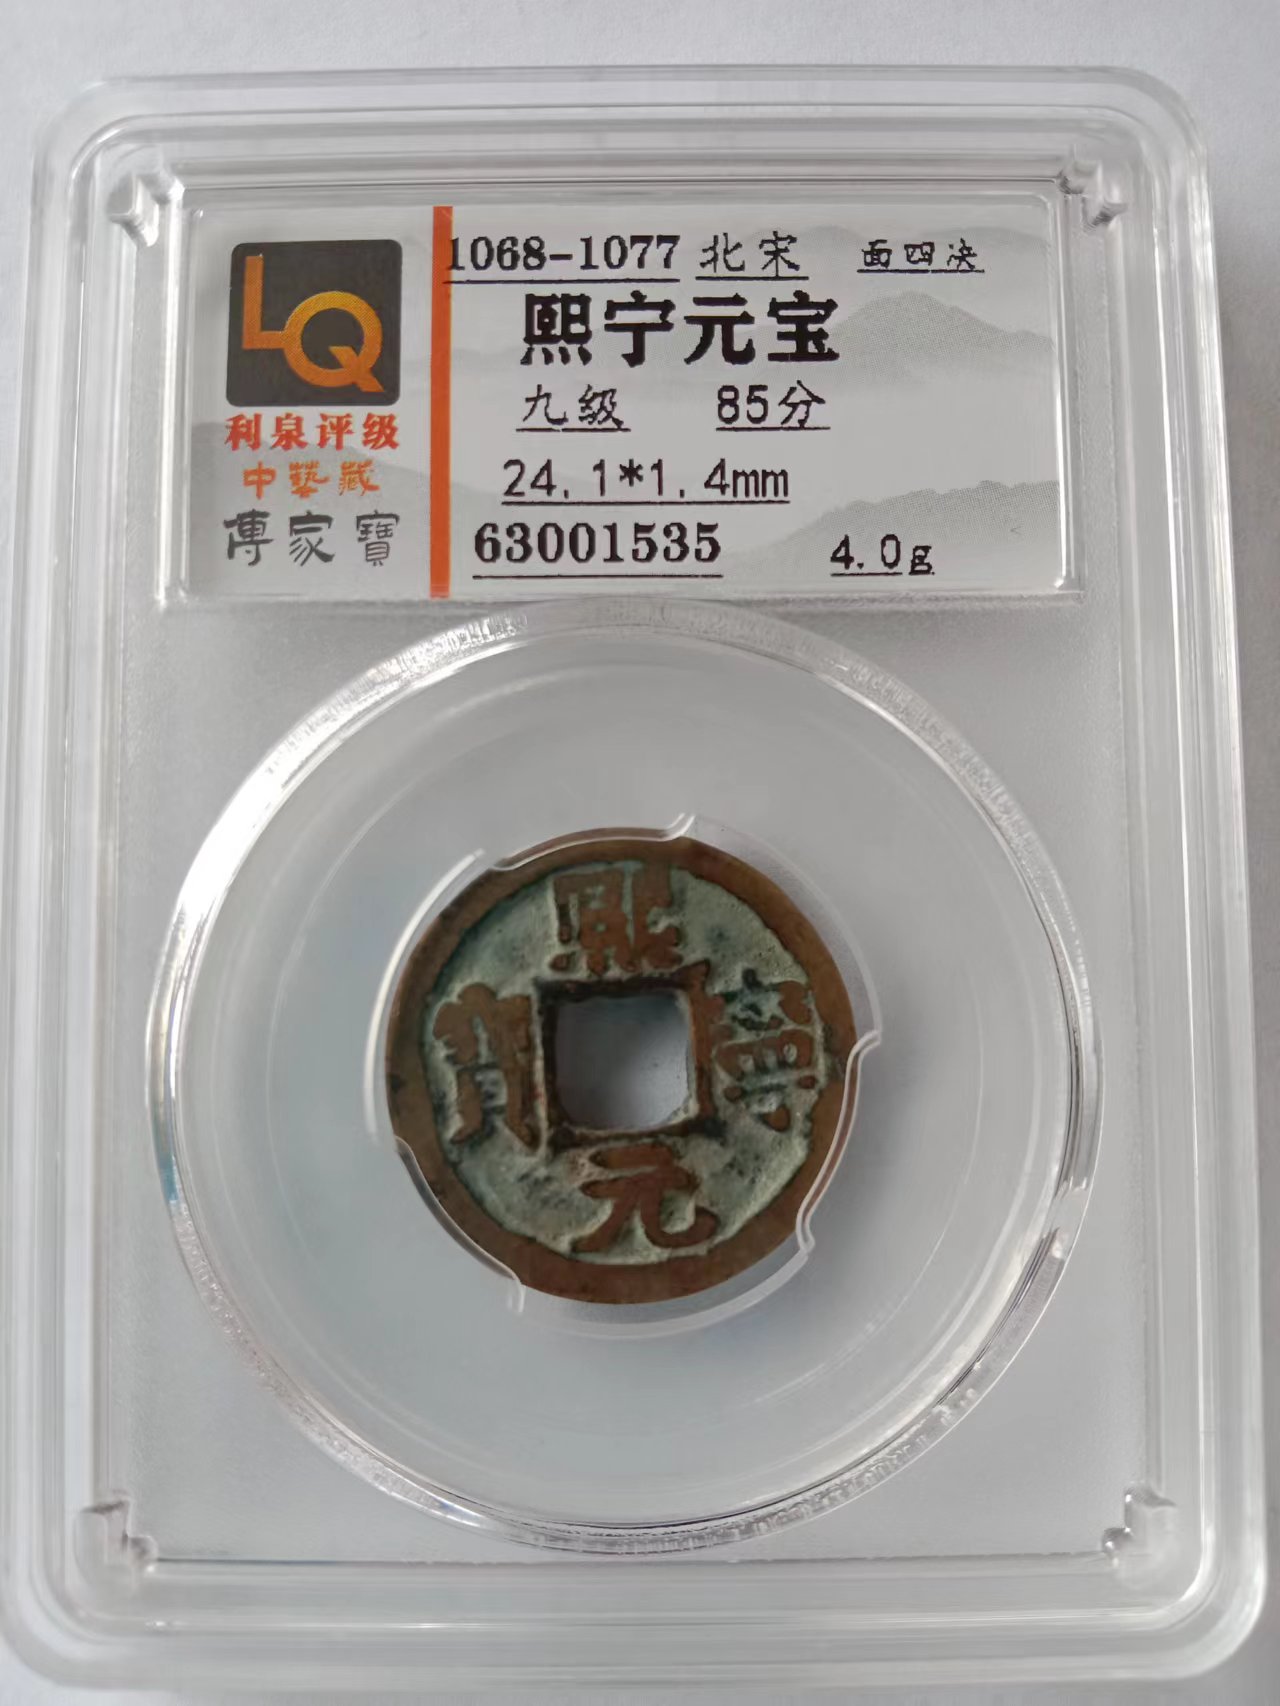 LQ
利泉评级
中藝藏
傳家寶
1068-1077 北宋 面四决
熙宁元宝
九级 85分
24.1*1.4mm
63001535 4.0g
熙寧元寶